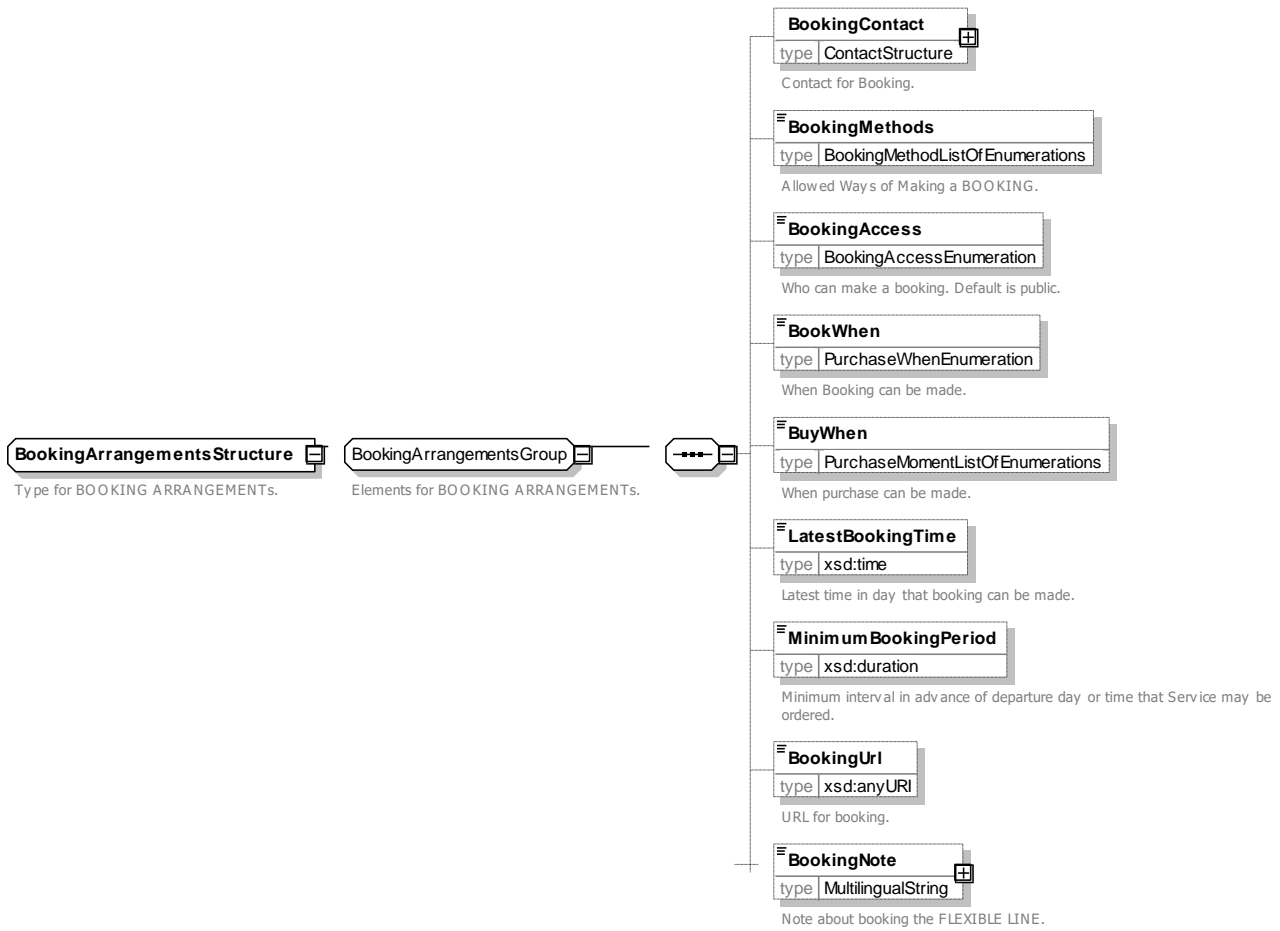 BookingContact
type ContactStructure
Contact for Booking.
BookingMethods
type BookingMethodListOfEnumerations
Allowed Ways of Making a BOOKING.
BookingAccess
type BookingAccessEnumeration
Who can make a booking. Default is public.
BookWhen
type PurchaseWhenEnumeration
When Booking can be made.
BuyWhen
type PurchaseMomentListOfEnumerations
When purchase can be made.
BookingArrangementsStructure
Type for BOOKING ARRANGEMENTs.
BookingArrangementsGroup
Elements for BOOKING ARRANGEMENTs.
LatestBookingTime
type xsd:time
Latest time in day that booking can be made.
MinimumBookingPeriod
type xsd:duration
Minimum interval in advance of departure day or time that Service may be
ordered.
BookingUrl
type xsd:anyURI
URL for booking.
BookingNote
type MultilingualString
Note about booking the FLEXIBLE LINE.